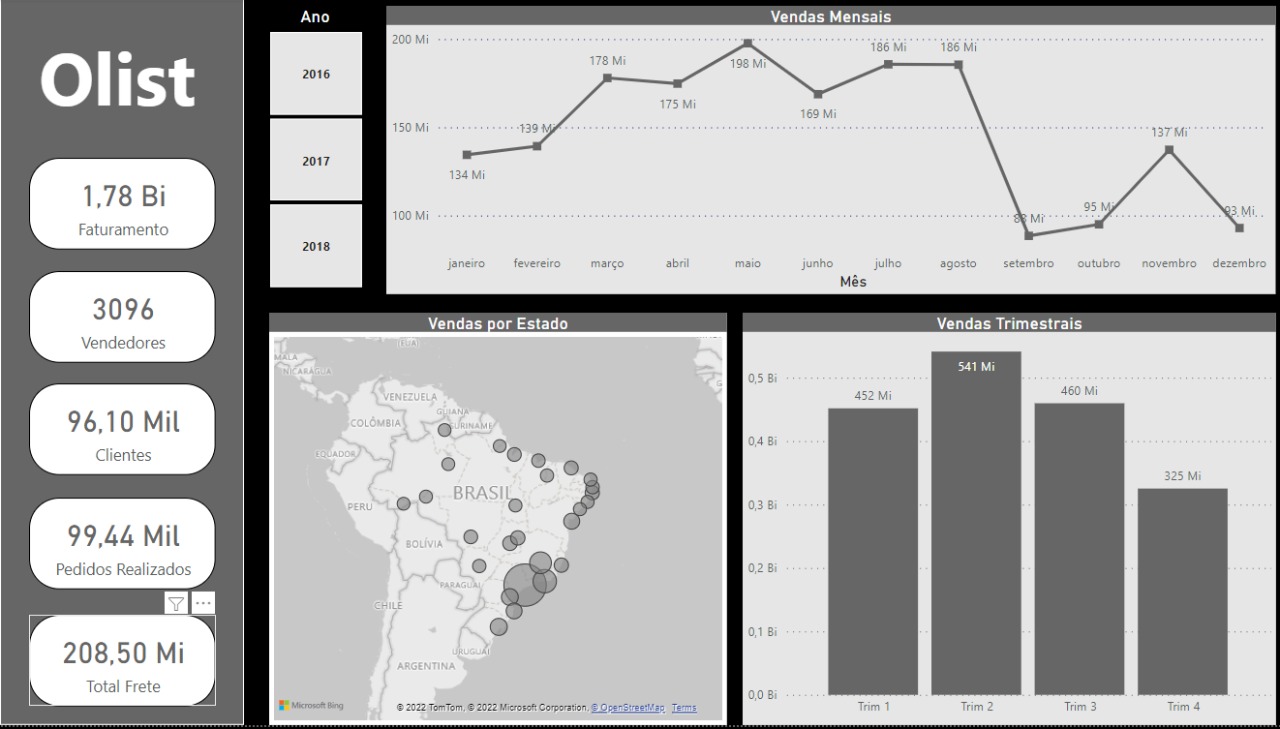 Olist
1,78 Bi
Faturamento
3096
Vendedores
96,10 Mil
Clientes
99,44 Mil
Pedidos Realizados
208,50 Mi
Total Frete
Ano
2016
2017
2018
Vendas Mensais
200 Mi
150 Mi
100 Mi
134 Mi
139 Mi
178 Mi
175 Mi
198 Mi
169 Mi
186 Mi
186 Mi
95 Mi
137 Mi
93 Mi
janeiro
fevereiro
março
abril
maio
junho
julho
agosto
setembro
outubro
novembro
dezembro
Mês
Vendas por Estado
NICARÁGUA
VENEZUELA
GUIANA
SURINAME
COLÔMBIA
EQUADOR
BRASIL
PERU
BOLÍVIA
PARAGUAI
CHILE
URUGUAI
ARGENTINA
Microsoft Bing
© 2022 TomTom, © 2022 Microsoft Corporation, © OpenStreetMap Terms
Vendas Trimestrais
0,5 Bi
0,4 Bi
0,3 Bi
0,2 Bi
0,1 Bi
0,0 Bi
452 Mi
541 Mi
460 Mi
325 Mi
Trim 1
Trim 2
Trim 3
Trim 4